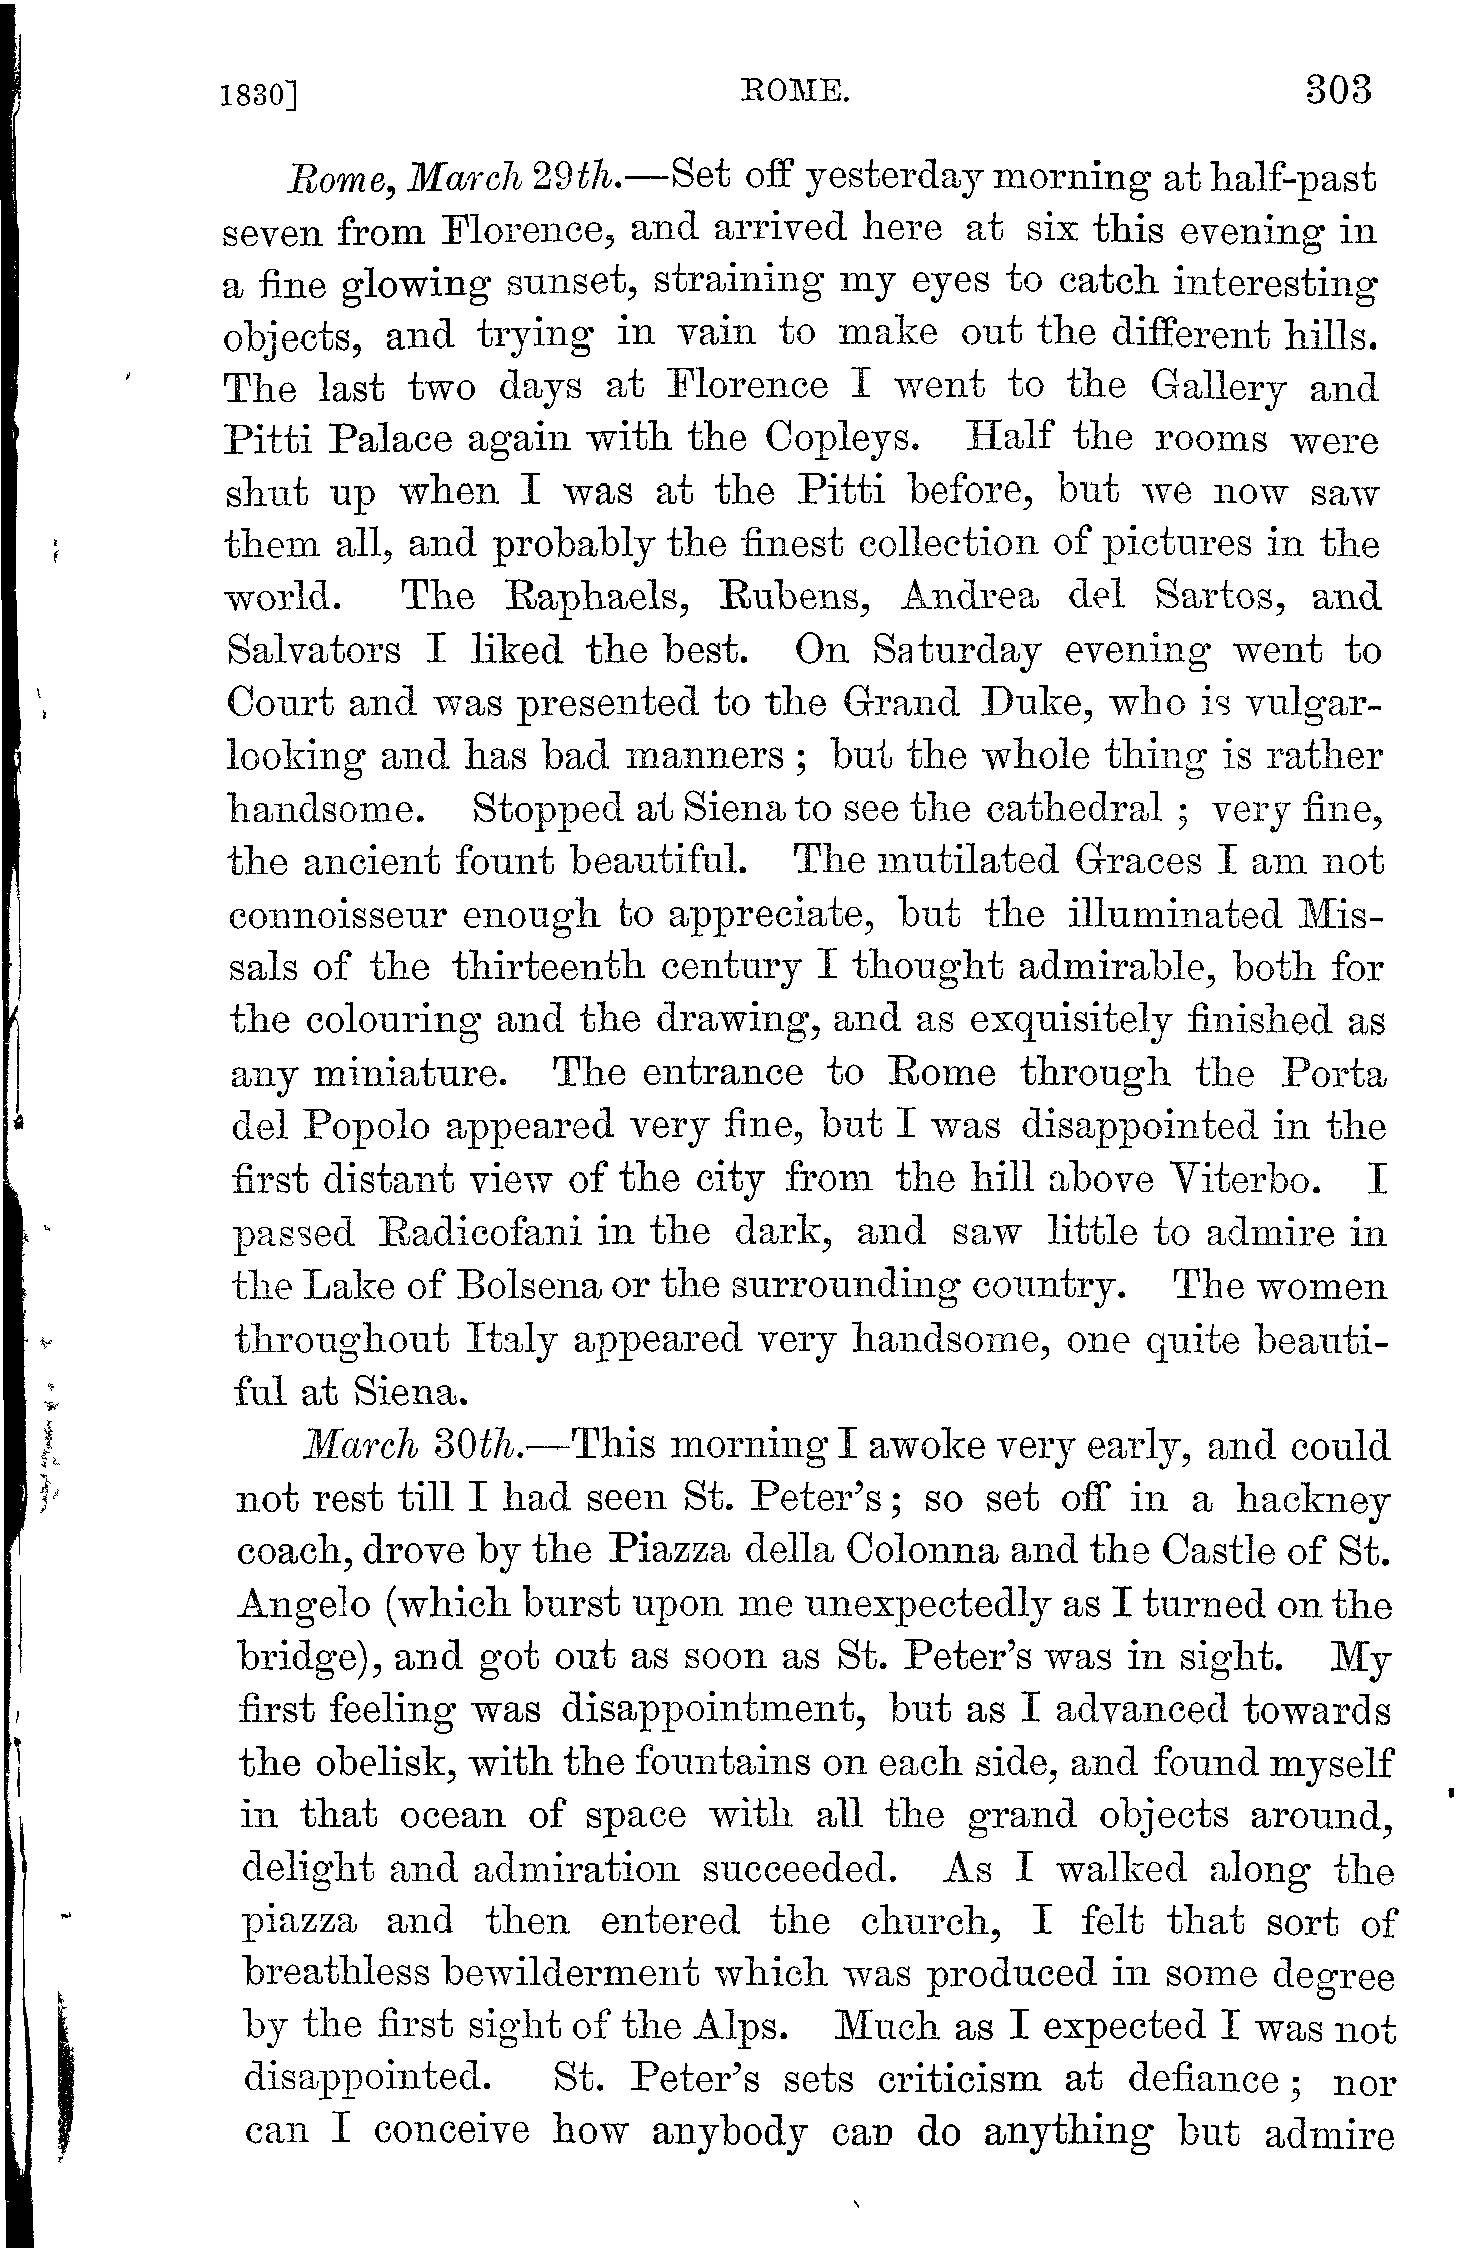 1830] ROME. 303
Rome, March 29th.—Set off yesterday morning at half-past
seven from Florence, and arrived here at six this evening in
a fine glowing sunset, straining my eyes to catch interesting
objects, and trying in vain to make out the different hills.
The last two days at Florence I went to the Gallery and
Pitti Palace again with the Copleys. Half the rooms were
shut up when I was at the Pitti before, but we now saw
them all, and probably the finest collection of pictures in the
world. The Raphaels, Rubens, Andrea del Sartos, and
Salvators I liked the best. On Saturday evening went to
Court and was presented to the Grand Duke, who is vulgar-
looking and has bad manners; but the whole thing is rather
handsome. Stopped at Siena to see the cathedral; very fine,
the ancient fount beautiful. The mutilated Graces I am not
connoisseur enough to appreciate, but the illuminated Mis-
sals of the thirteenth century I thought admirable, both for
the colouring and the drawing, and as exquisitely finished as
any miniature. The entrance to Rome through the Porta
del Popolo appeared very fine, but I was disappointed in the
first distant view of the city from the hill above Viterbo. I
passed Radicofani in the dark, and saw little to admire in
the Lake of Bolsena or the surrounding country. The women
throughout Italy appeared very handsome, one quite beauti-
ful at Siena.
March 30th.—This morning I awoke very early, and could
not rest till I had seen St. Peter's; so set off in a hackney
coach, drove by the Piazza della Colonna and the Castle of St.
Angelo (which burst upon me unexpectedly as I turned on the
bridge), and got out as soon as St. Peter's was in sight. My
first feeling was disappointment, but as I advanced towards
the obelisk, with the fountains on each side, and found myself
in that ocean of space with all the grand objects around,
delight and admiration succeeded. As I walked along the
piazza and then entered the church, I felt that sort of
breathless bewilderment which was produced in some degree
by the first sight of the Alps. Much as I expected I was not
disappointed. St. Peter's sets criticism at defiance; nor
can I conceive how anybody can do anything but admire